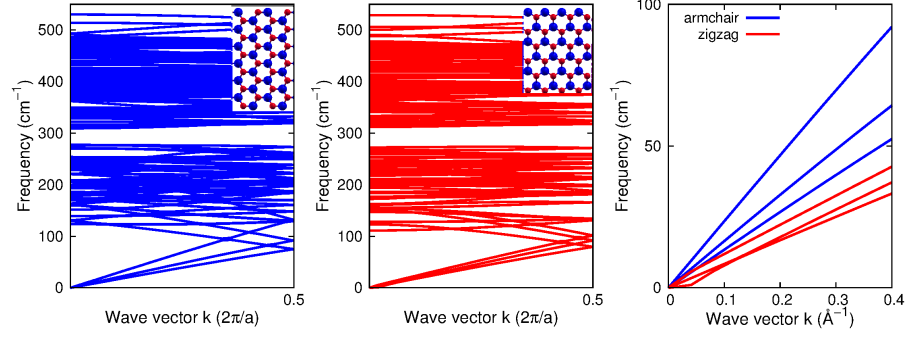 Frequency (cm⁻¹)
500
400
300
200
100
0
0.5
Wave vector k (2π/a)
Frequency (cm⁻¹)
500
400
300
200
100
0
0.5
Wave vector k (2π/a)
armchair
zigzag
Frequency (cm⁻¹)
100
50
0
0
0.1
0.2
0.3
0.4
Wave vector k (Å⁻¹)